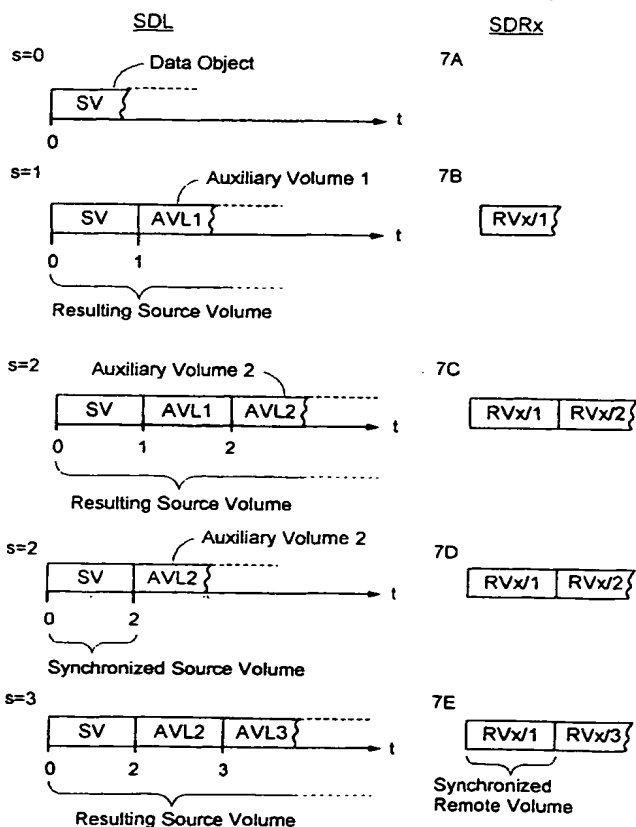 SDL SDRx
s=0 Data Object 7A
SV
t
0
s=1 Auxiliary Volume 1 7B
SV AVL1 RVx/1
t
0 1
Resulting Source Volume
s=2 Auxiliary Volume 2 7C
SV AVL1 AVL2 RVx/1 RVx/2
t
0 1 2
Resulting Source Volume
s=2 Auxiliary Volume 2 7D
SV AVL2 RVx/1 RVx/2
t
0 2
Synchronized Source Volume
s=3 7E
SV AVL2 AVL3 RVx/1 RVx/3
t
0 2 3
Synchronized
Remote Volume
Resulting Source Volume